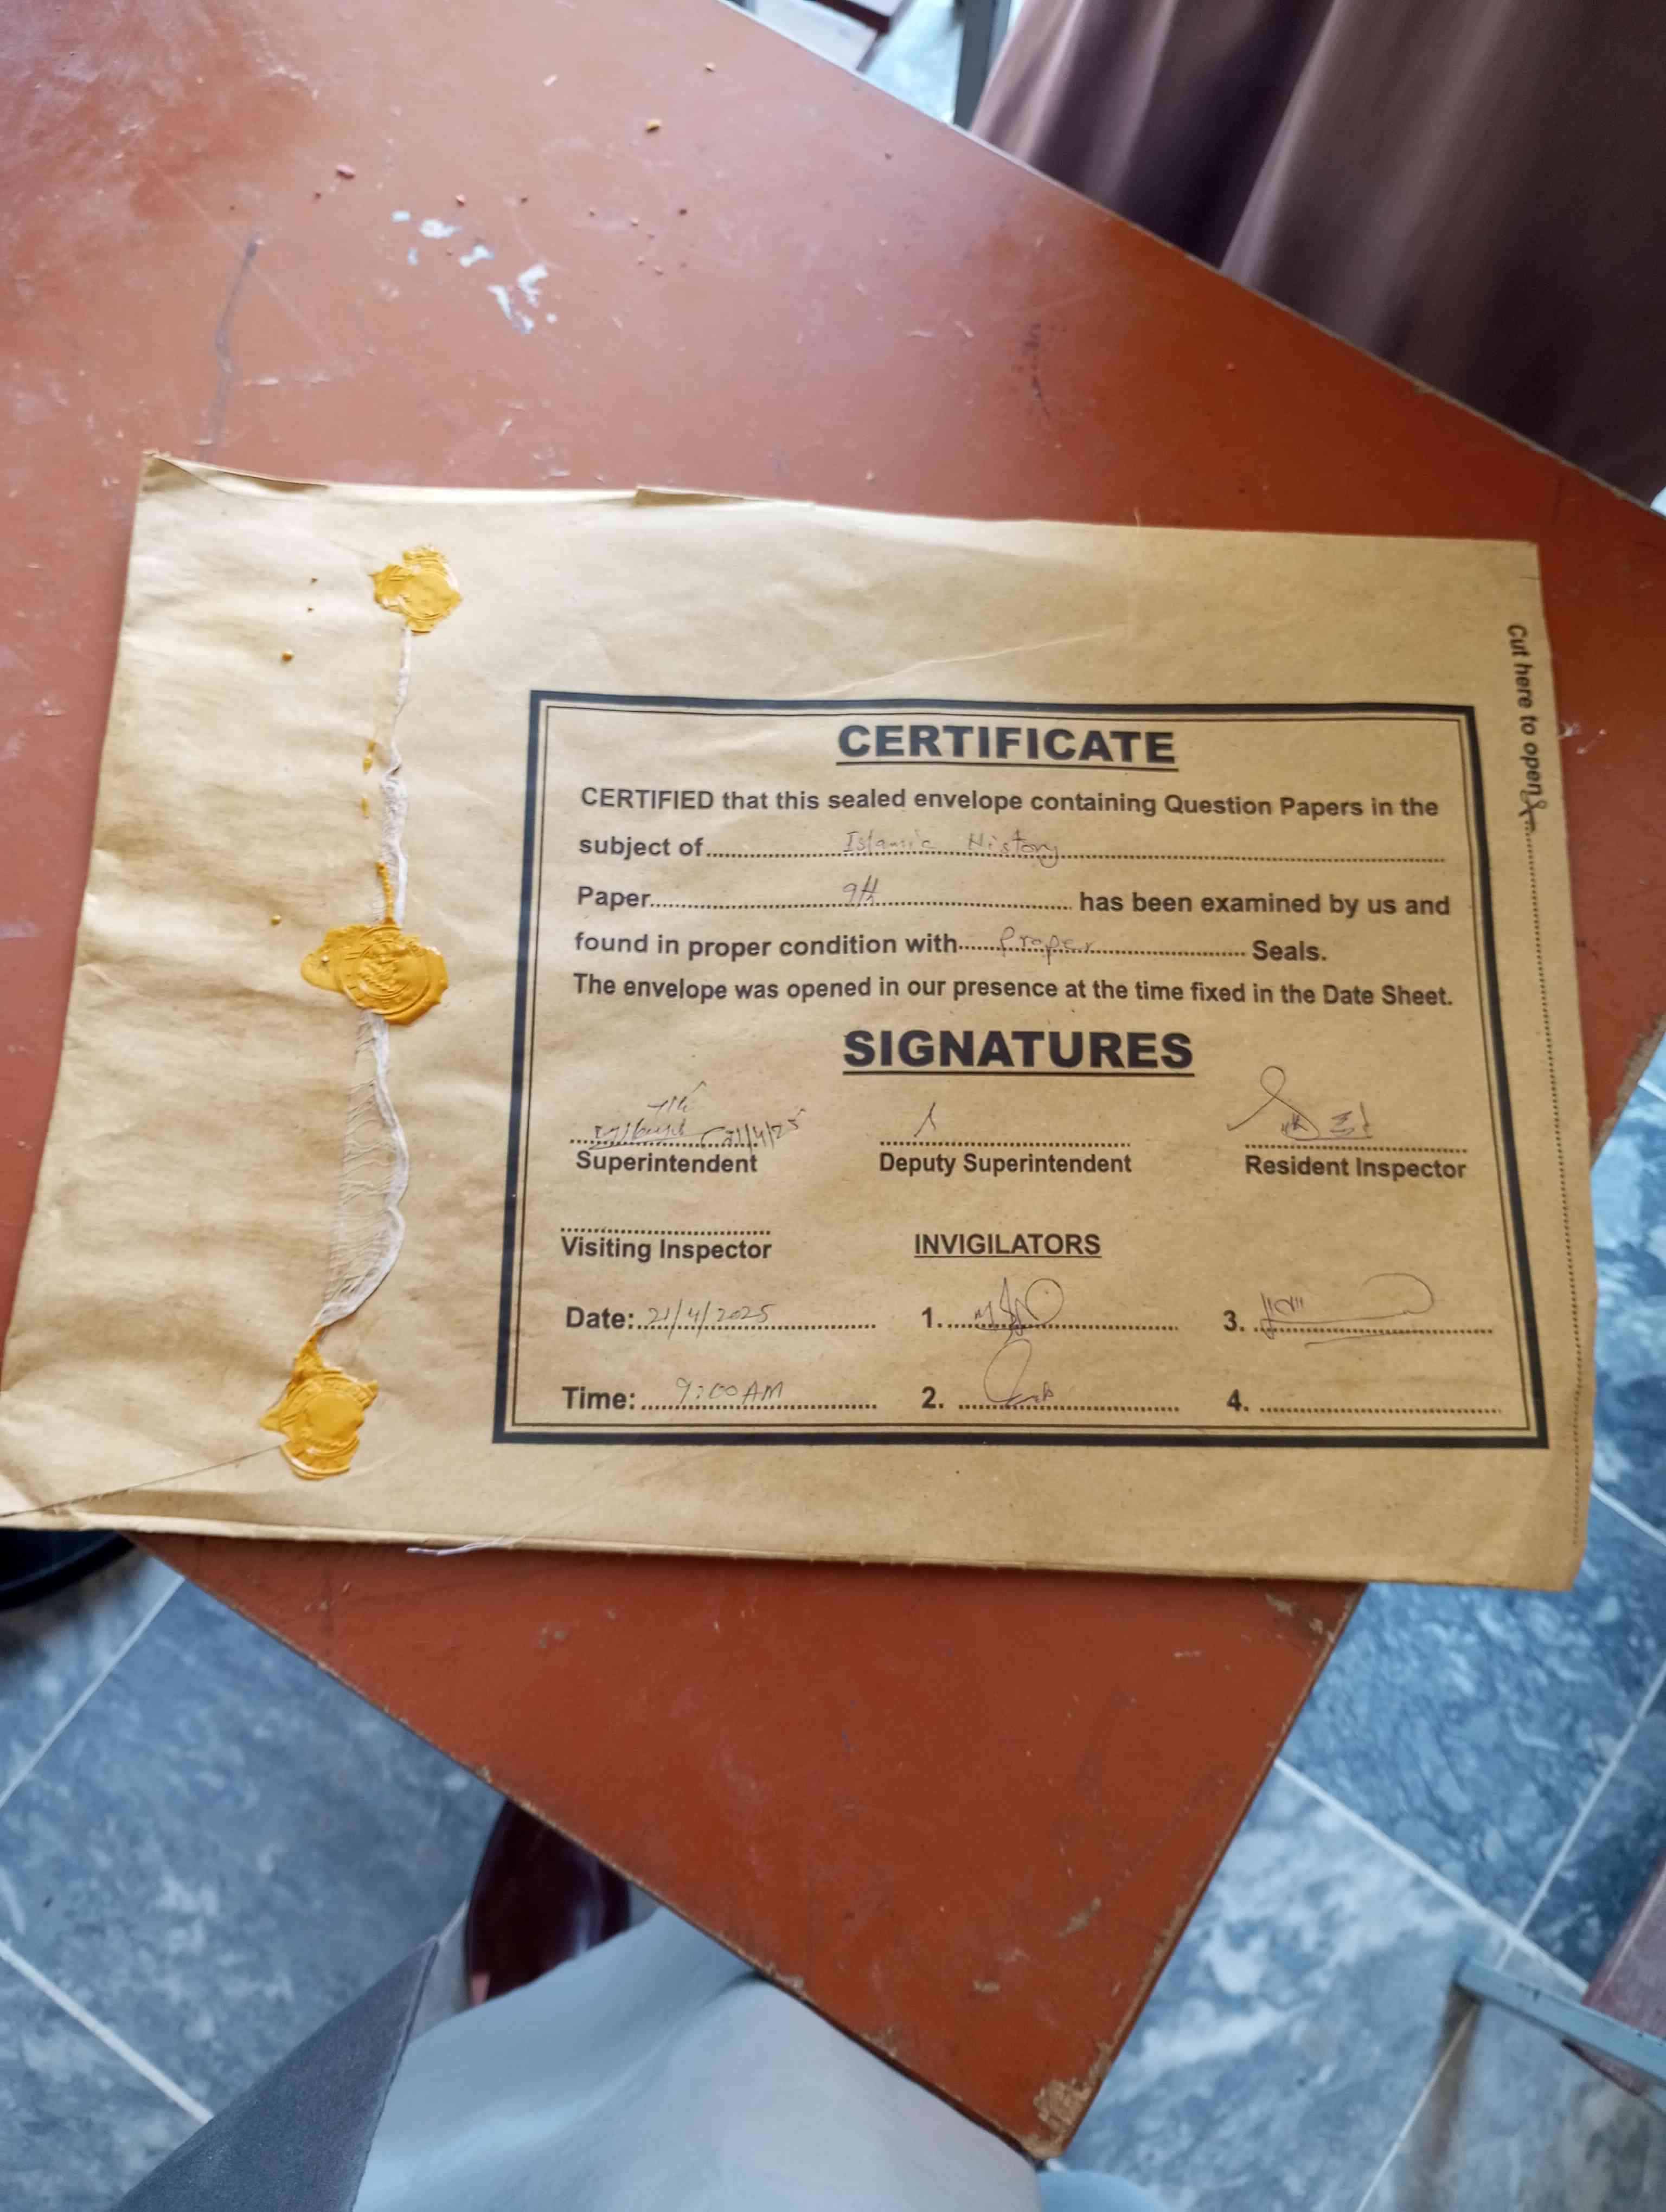 CERTIFICATE
CERTIFIED that this sealed envelope containing Question Papers in the
subject of Islamic History
Paper 9th has been examined by us and
found in proper condition with Proper Seals.
The envelope was opened in our presence at the time fixed in the Date Sheet.
SIGNATURES
21/4/25
Superintendent Deputy Superintendent Resident Inspector
Visiting Inspector INVIGILATORS
Date: 21/4/2025 1. 3.
Time: 9:00 AM 2. 4.
Cut here to open